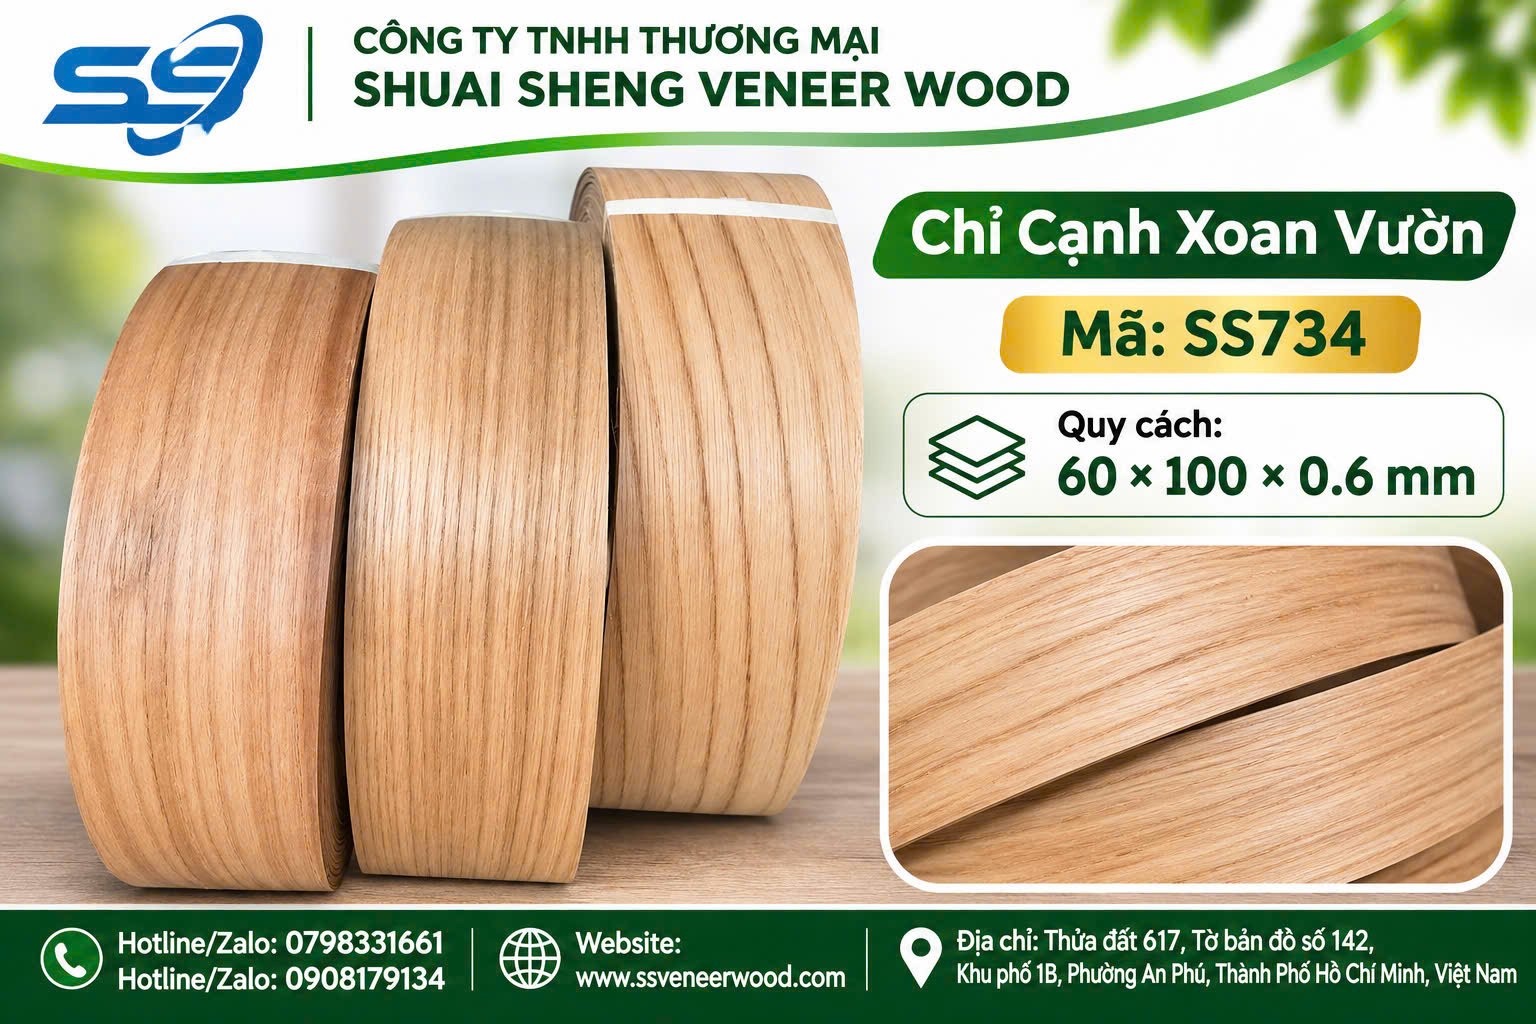 SS
CÔNG TY TNHH THƯƠNG MẠI
SHUAI SHENG VENEER WOOD
Chỉ Cạnh Xoan Vườn
Mã: SS734
Quy cách:
60 × 100 × 0.6 mm
Hotline/Zalo: 0798331661
Hotline/Zalo: 0908179134
Website:
www.ssveneerwood.com
Địa chỉ: Thửa đất 617, Tờ bản đồ số 142,
Khu phố 1B, Phường An Phú, Thành Phố Hồ Chí Minh, Việt Nam